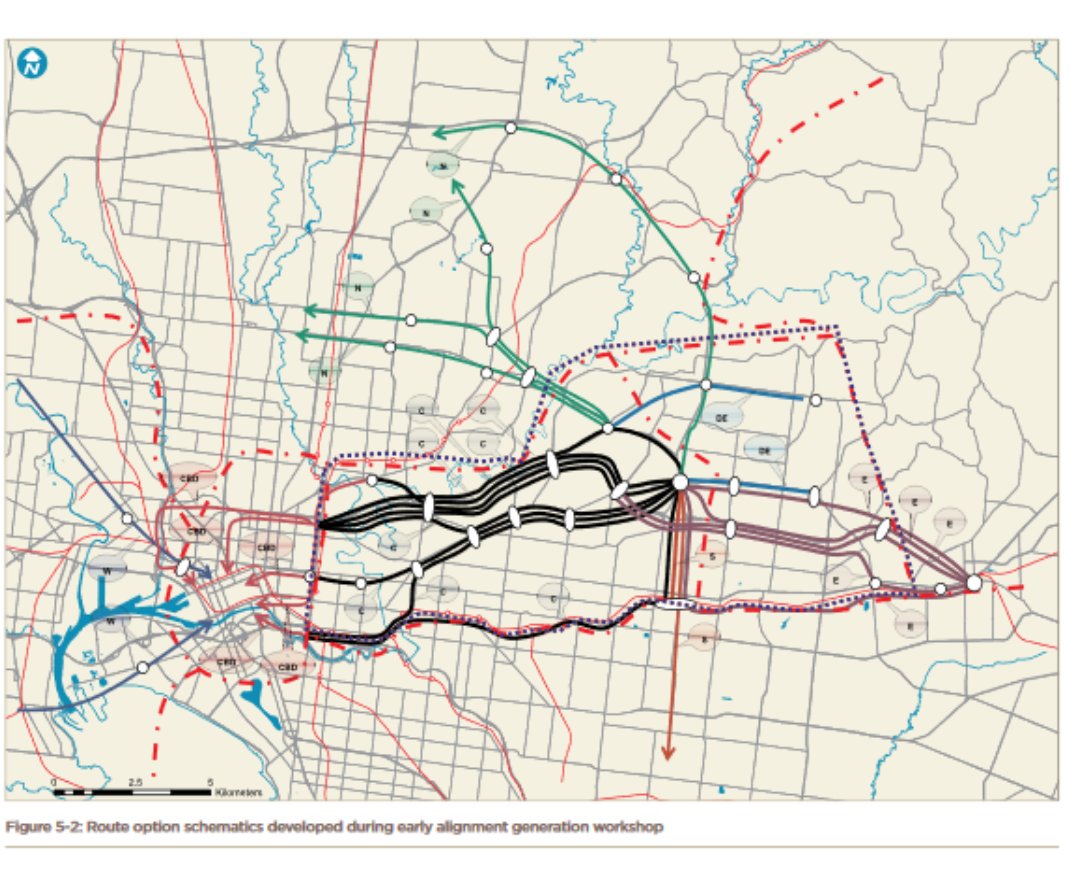 N
N
N
N
N
C C
C C
DE
DE
CBD E
E
CBD E
CBD C
S
W
E
C C
C
W E
S
CBD CBD
0 2.5 5
Kilometers
Figure 5-2: Route option schematics developed during early alignment generation workshop